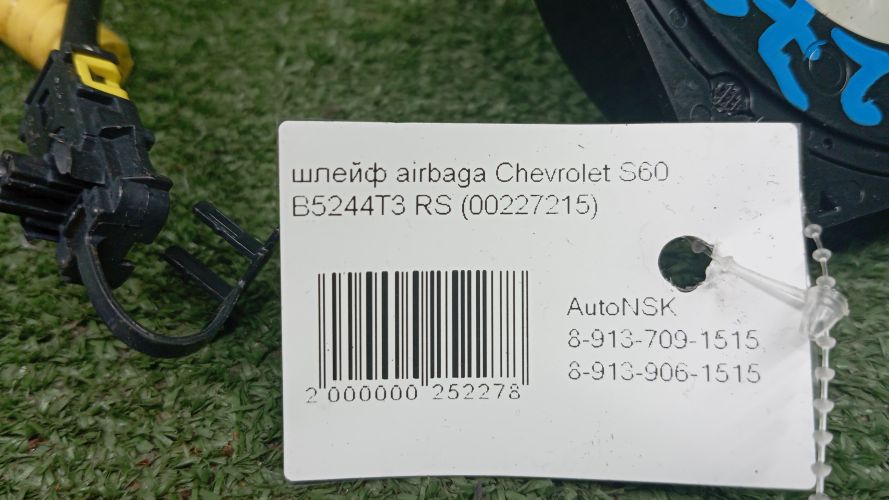 шлейф airbaga Chevrolet S60
B5244T3 RS (00227215)
AutoNSK
8-913-709-1515
8-913-906-1515
2 000000 252278